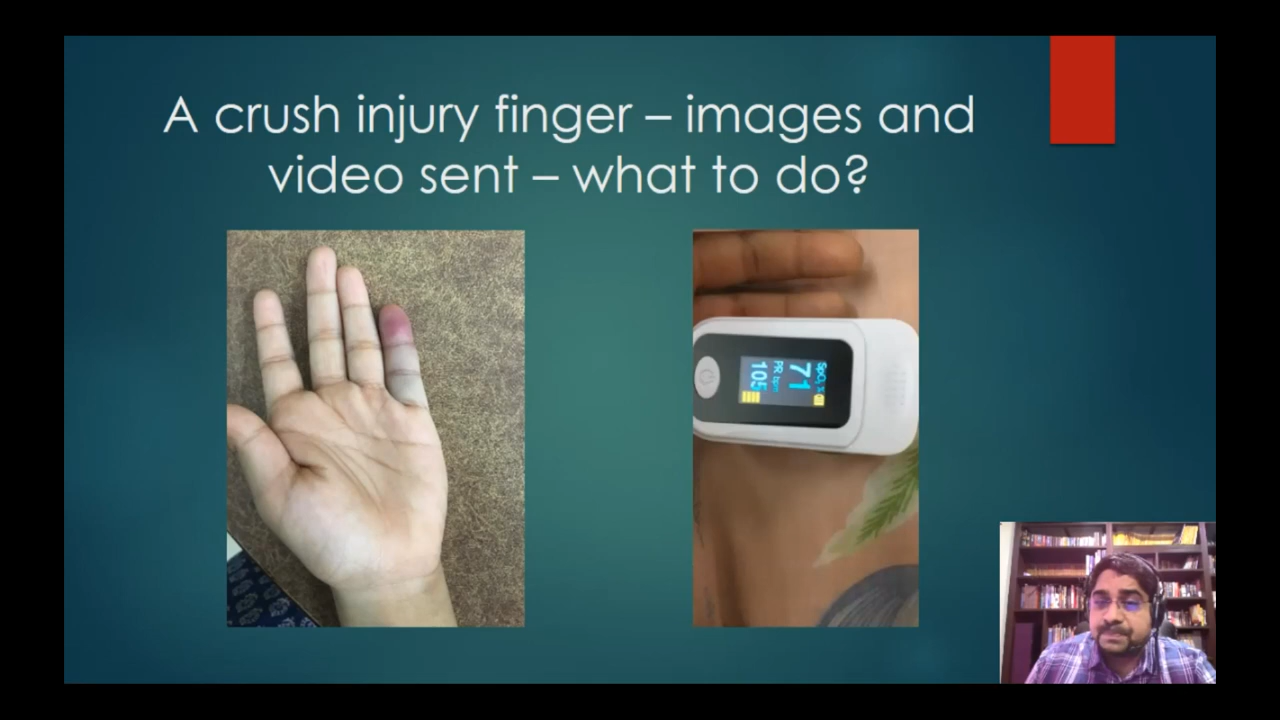 A crush injury finger – images and
video sent – what to do?
SpO₂ %
71
PR bpm
105